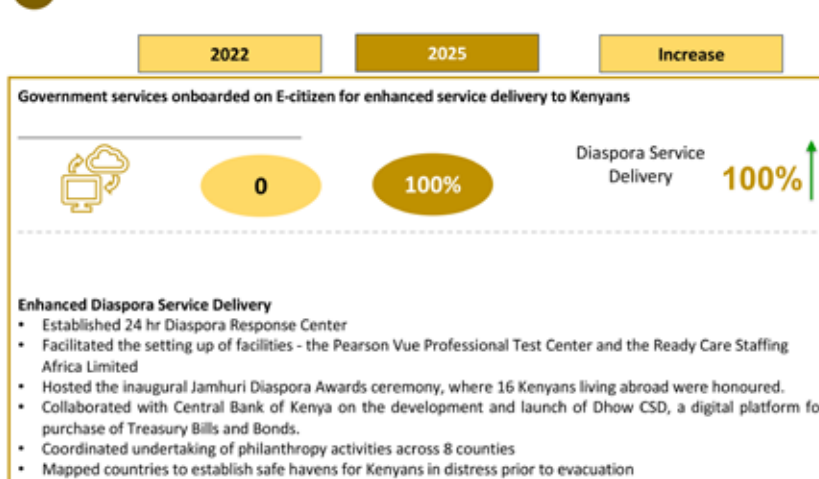 2022
2025
Increase
Government services onboarded on E-citizen for enhanced service delivery to Kenyans
0
100%
Diaspora Service
Delivery
100%
Enhanced Diaspora Service Delivery
• Established 24 hr Diaspora Response Center
• Facilitated the setting up of facilities - the Pearson Vue Professional Test Center and the Ready Care Staffing
Africa Limited
• Hosted the inaugural Jamhuri Diaspora Awards ceremony, where 16 Kenyans living abroad were honoured.
• Collaborated with Central Bank of Kenya on the development and launch of Dhow CSD, a digital platform fo
purchase of Treasury Bills and Bonds.
• Coordinated undertaking of philanthropy activities across 8 counties
• Mapped countries to establish safe havens for Kenyans in distress prior to evacuation